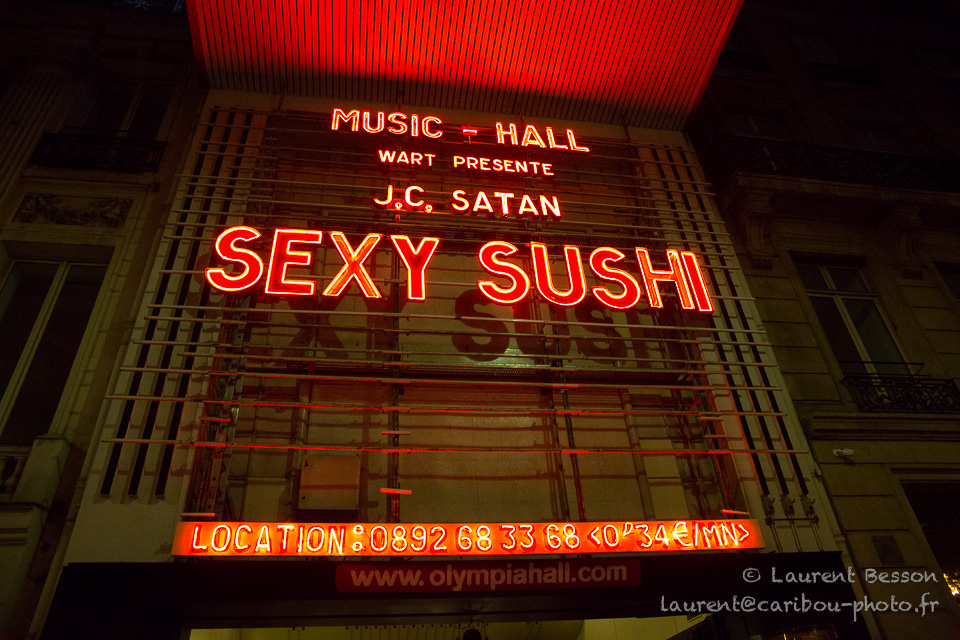 MUSIC - HALL
WART PRESENTE
J.C. SATAN
SEXY SUSHI
LOCATION : 0892 68 33 68 <0'34€/MN>
www.olympiahall.com
© Laurent Besson
laurent@caribou-photo.fr